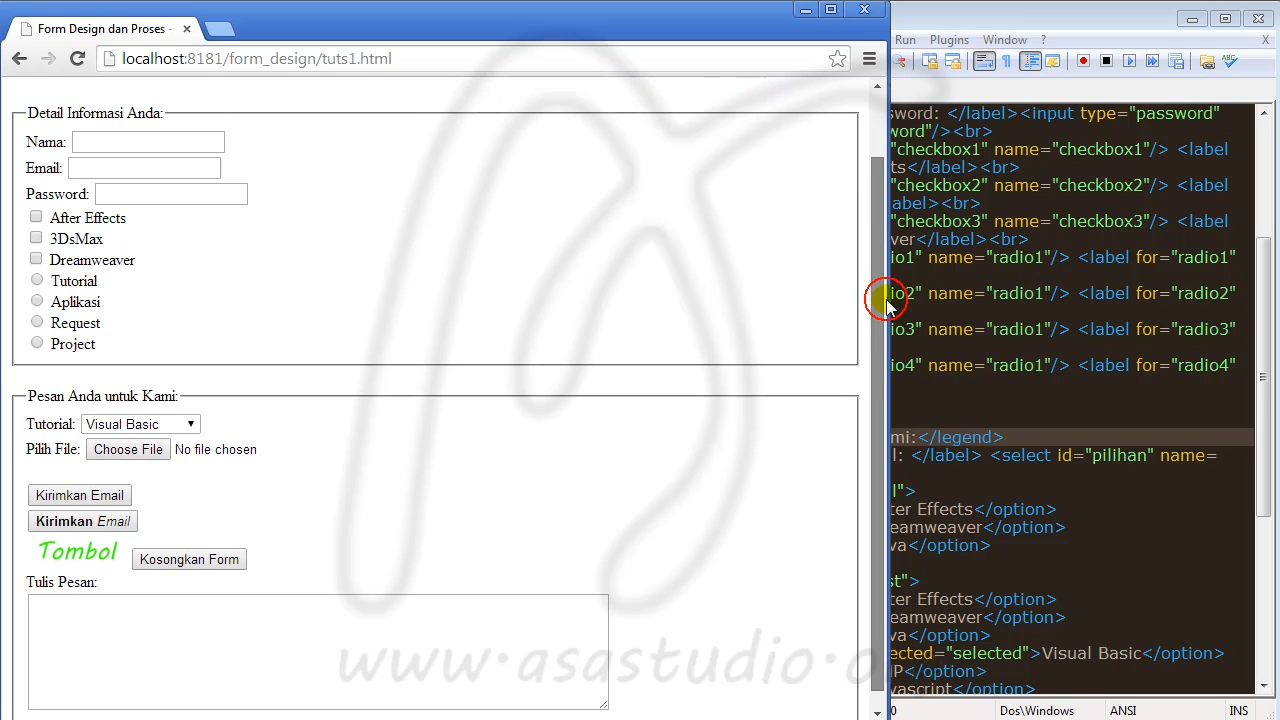 Form Design dan Proses -
localhost:8181/form_design/tuts1.html
Detail Informasi Anda:
Nama:
Email:
Password:
After Effects
3DsMax
Dreamweaver
Tutorial
Aplikasi
Request
Project
Pesan Anda untuk Kami:
Tutorial: Visual Basic
Pilih File: Choose File No file chosen
Kirimkan Email
Kirimkan Email
Tombol Kosongkan Form
Tulis Pesan:
www.asastudio.o
Run Plugins Window ? X
sword: </label><input type="password"
word"/><br>
"checkbox1" name="checkbox1"/> <label
ts</label><br>
"checkbox2" name="checkbox2"/> <label
abel><br>
"checkbox3" name="checkbox3"/> <label
ver</label><br>
io1" name="radio1"/> <label for="radio1"
io2" name="radio1"/> <label for="radio2"
io3" name="radio1"/> <label for="radio3"
io4" name="radio1"/> <label for="radio4"
mi:</legend>
l: </label> <select id="pilihan" name=
l">
ter Effects</option>
eamweaver</option>
va</option>
st">
ter Effects</option>
eamweaver</option>
va</option>
ected="selected">Visual Basic</option>
IP</option>
vascript</option>
0 Dos\Windows ANSI INS